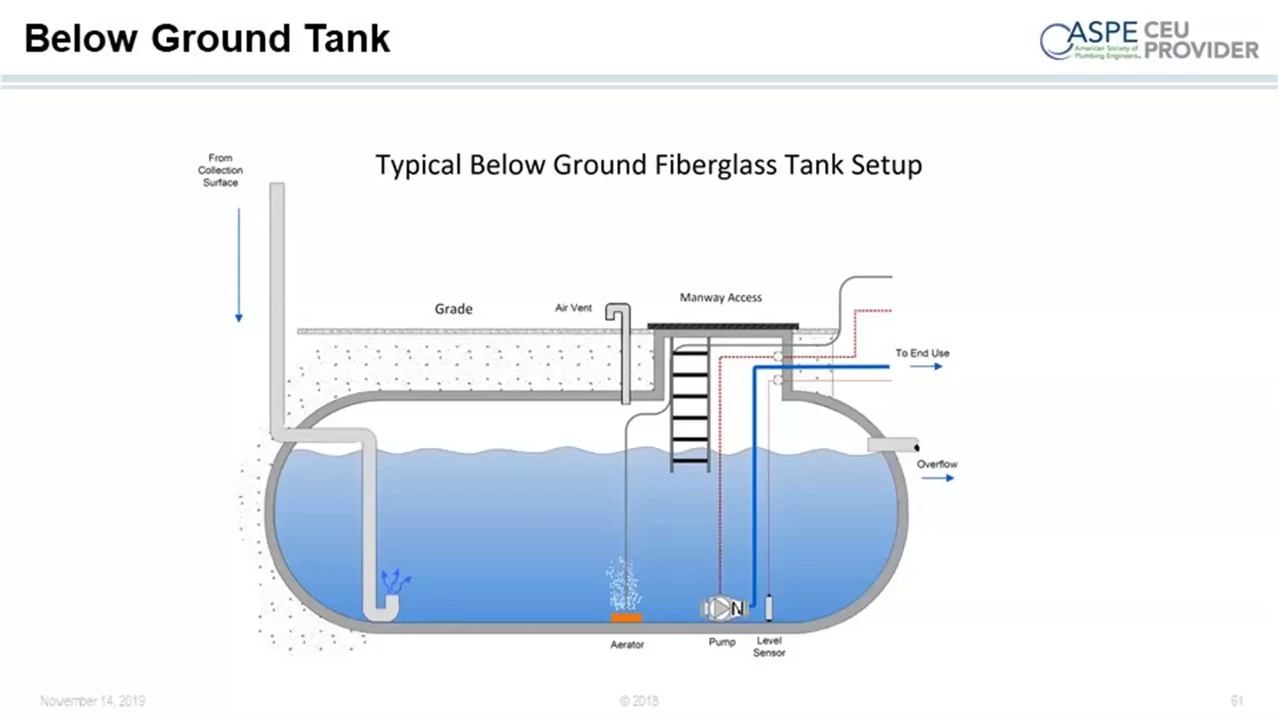 Below Ground Tank
ASPE
American Society of
Plumbing Engineers
CEU
PROVIDER
Typical Below Ground Fiberglass Tank Setup
From
Collection
Surface
Grade
Air Vent
Manway Access
To End Use
Overflow
N
Aerator
Pump
Level
Sensor
November 14, 2019
© 2018
61